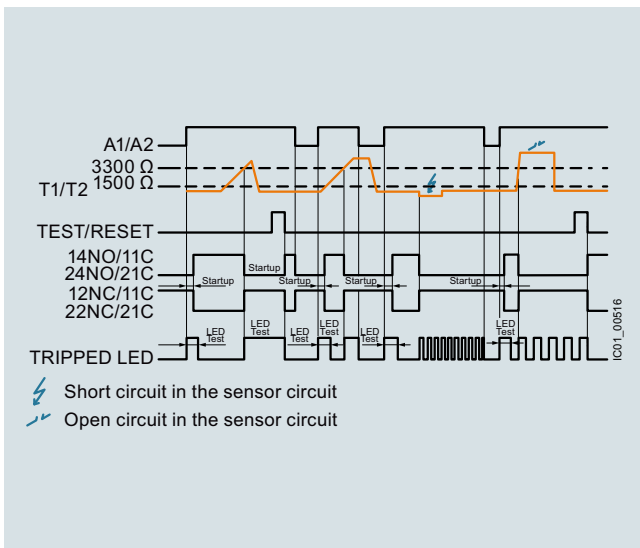 A1/A2
3300 Ω
1500 Ω
T1/T2
TEST/RESET
14NO/11C
24NO/21C
12NC/11C
22NC/21C
Startup
Startup
Startup
Startup
Startup
LED Test
LED Test
LED Test
LED Test
LED Test
LED Test
TRIPPED LED
IC01_00516
Short circuit in the sensor circuit
Open circuit in the sensor circuit